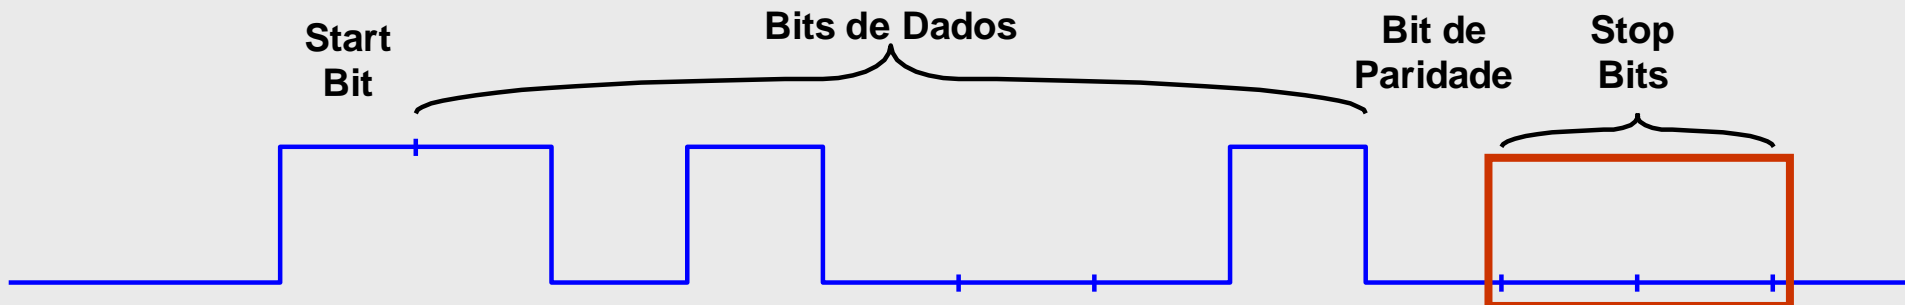 Start
Bit
Bits de Dados
Bit de
Paridade
Stop
Bits